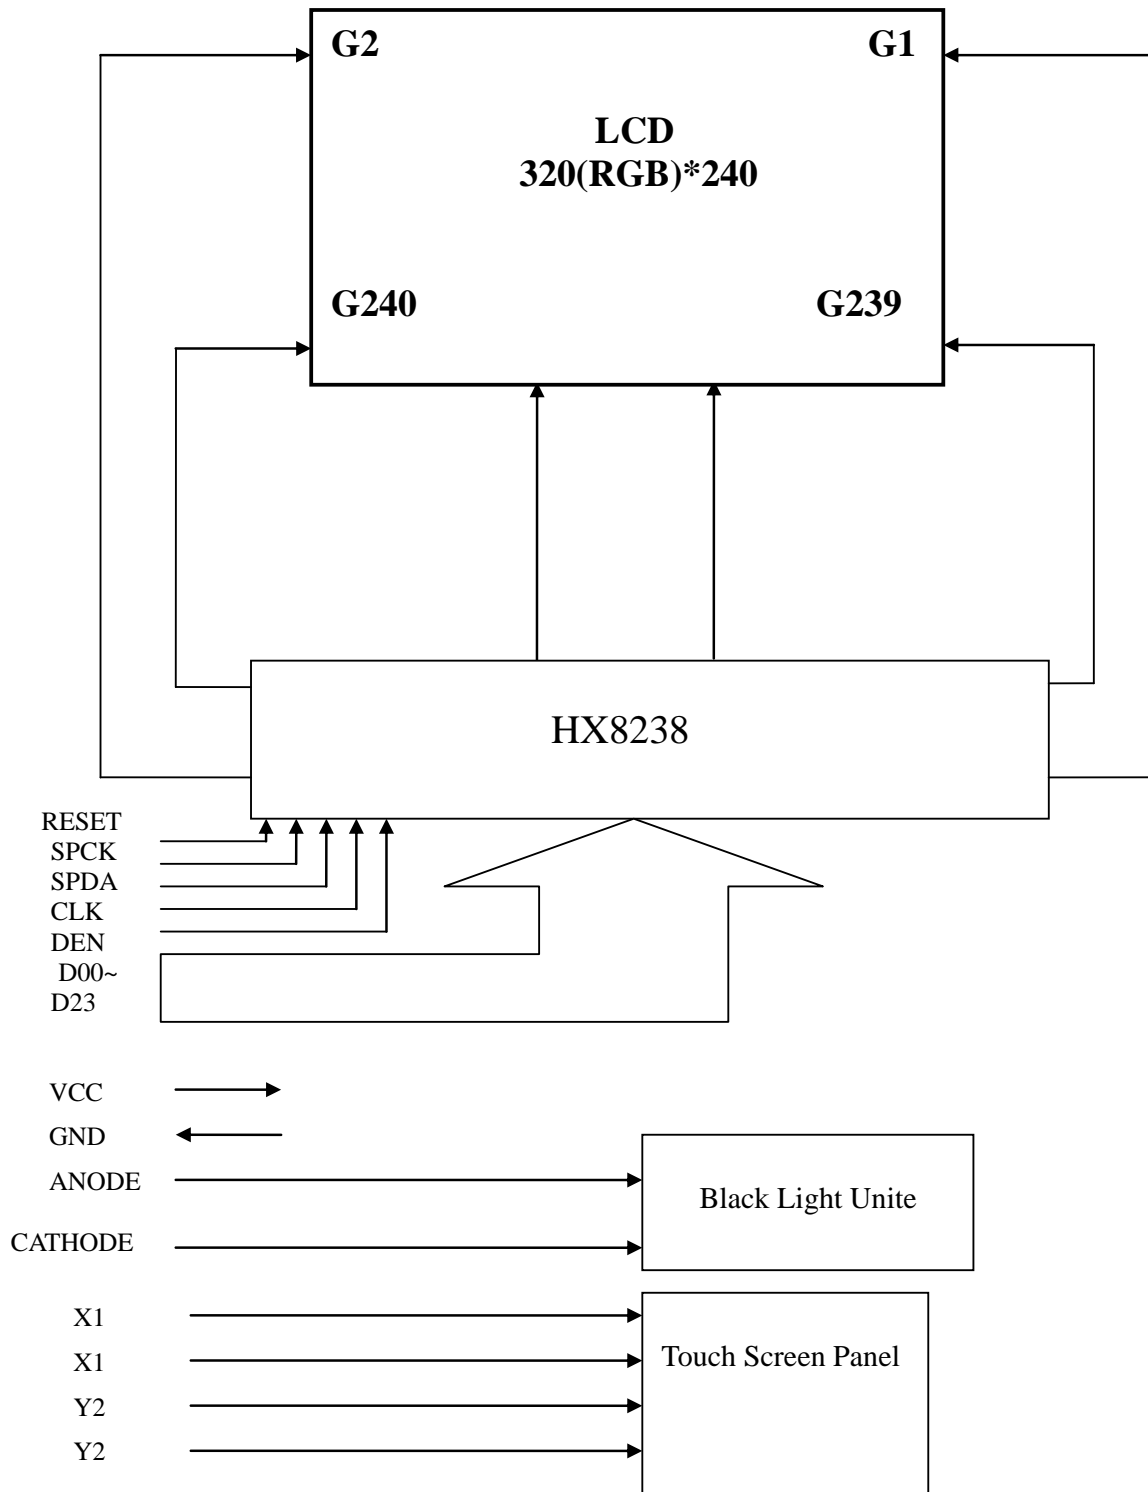 G2 G1
LCD
320(RGB)*240
G240 G239
HX8238
RESET
SPCK
SPDA
CLK
DEN
D00~
D23
VCC
GND
ANODE
Black Light Unite
CATHODE
X1
X1
Touch Screen Panel
Y2
Y2